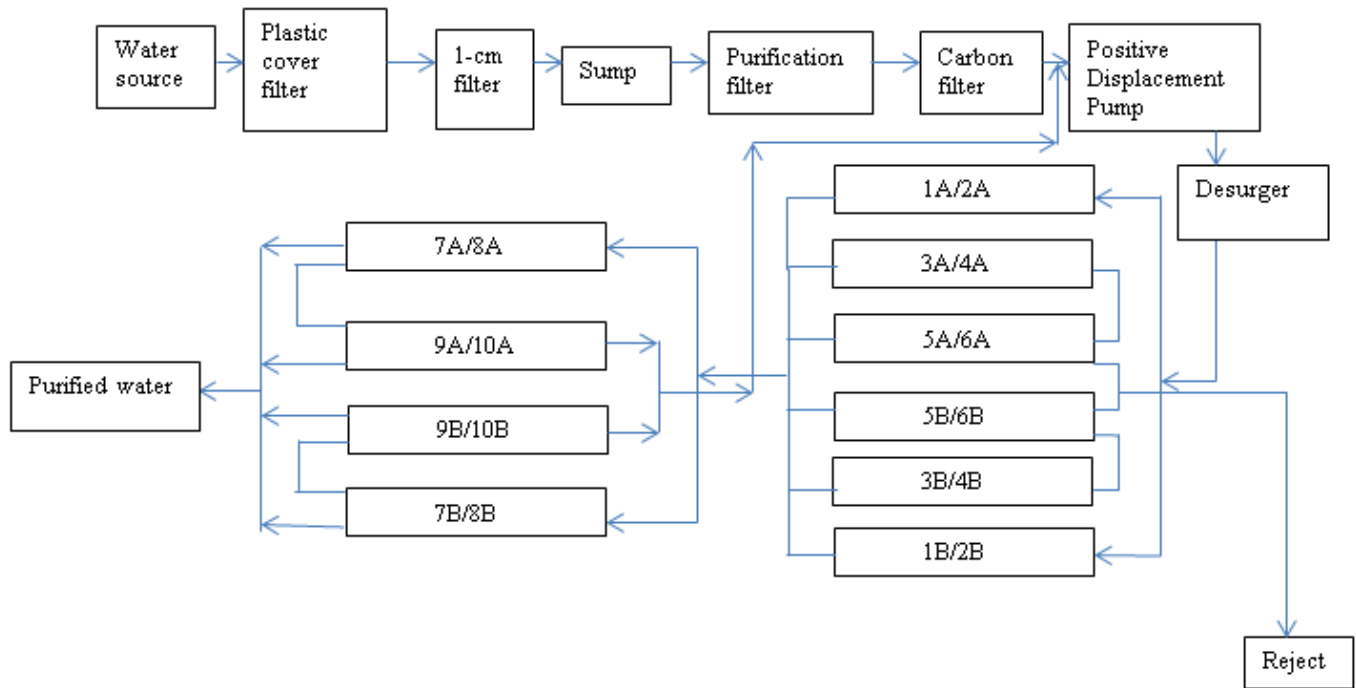 Water
source
Plastic
cover
filter
1-cm
filter
Sump
Purification
filter
Carbon
filter
Positive
Displacement
Pump
Desurger
1A/2A
3A/4A
5A/6A
5B/6B
3B/4B
1B/2B
7A/8A
9A/10A
9B/10B
7B/8B
Purified water
Reject